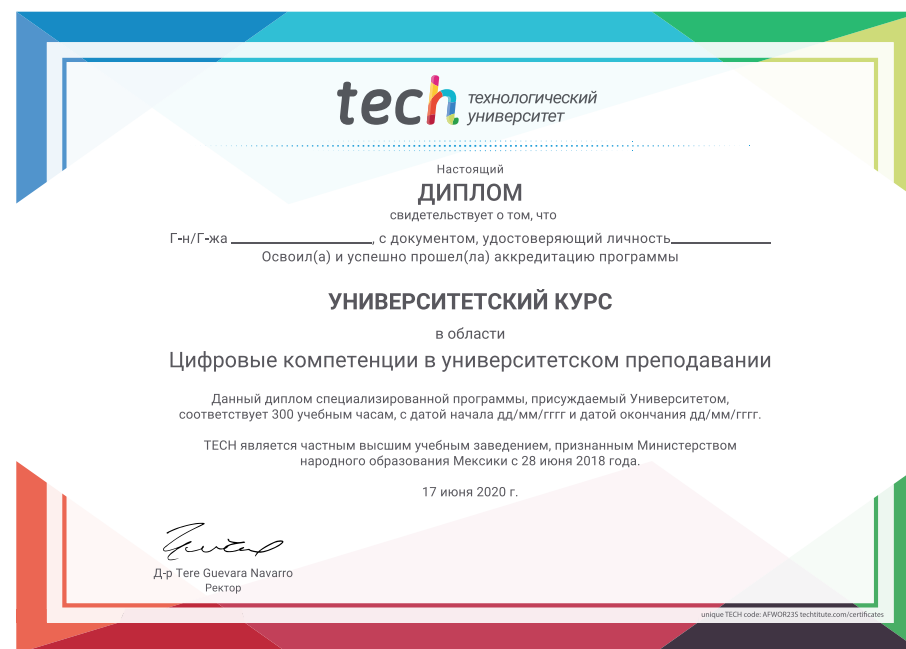 tech технологический
университет
Настоящий
ДИПЛОМ
свидетельствует о том, что
Г-н/Г-жа ____________, с документом, удостоверяющий личность____________
Освоил(а) и успешно прошел(ла) аккредитацию программы
УНИВЕРСИТЕТСКИЙ КУРС
в области
Цифровые компетенции в университетском преподавании
Данный диплом специализированной программы, присуждаемый Университетом,
соответствует 300 учебным часам, с датой начала дд/мм/гггг и датой окончания дд/мм/гггг.
TECH является частным высшим учебным заведением, признанным Министерством
народного образования Мексики с 28 июня 2018 года.
17 июня 2020 г.
Д-р Tere Guevara Navarro
Ректор
unique TECH code: AFWOR23S techtitute.com/certificates